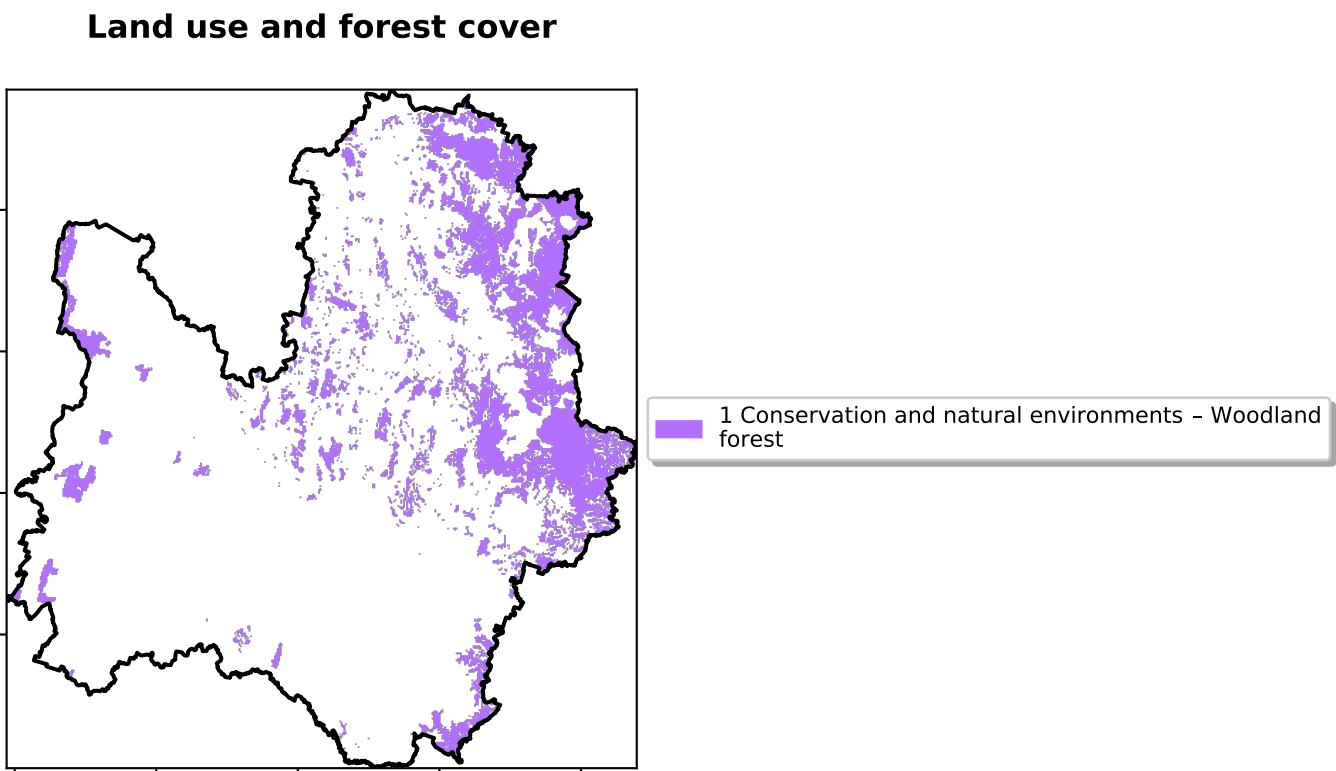 Land use and forest cover
1 Conservation and natural environments – Woodland
forest